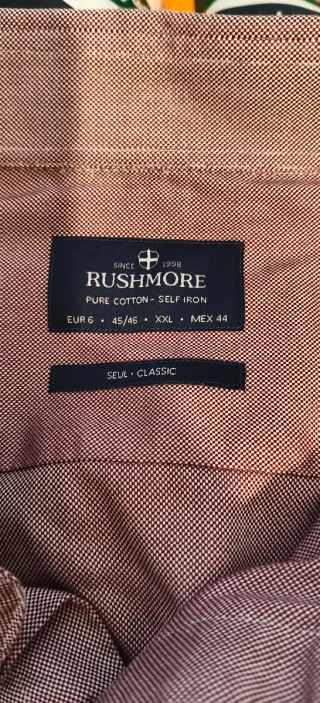 SINCE 1998
RUSHMORE
PURE COTTON - SELF IRON
EUR 6 • 45/46 • XXL • MEX 44
SEUL • CLASSIC